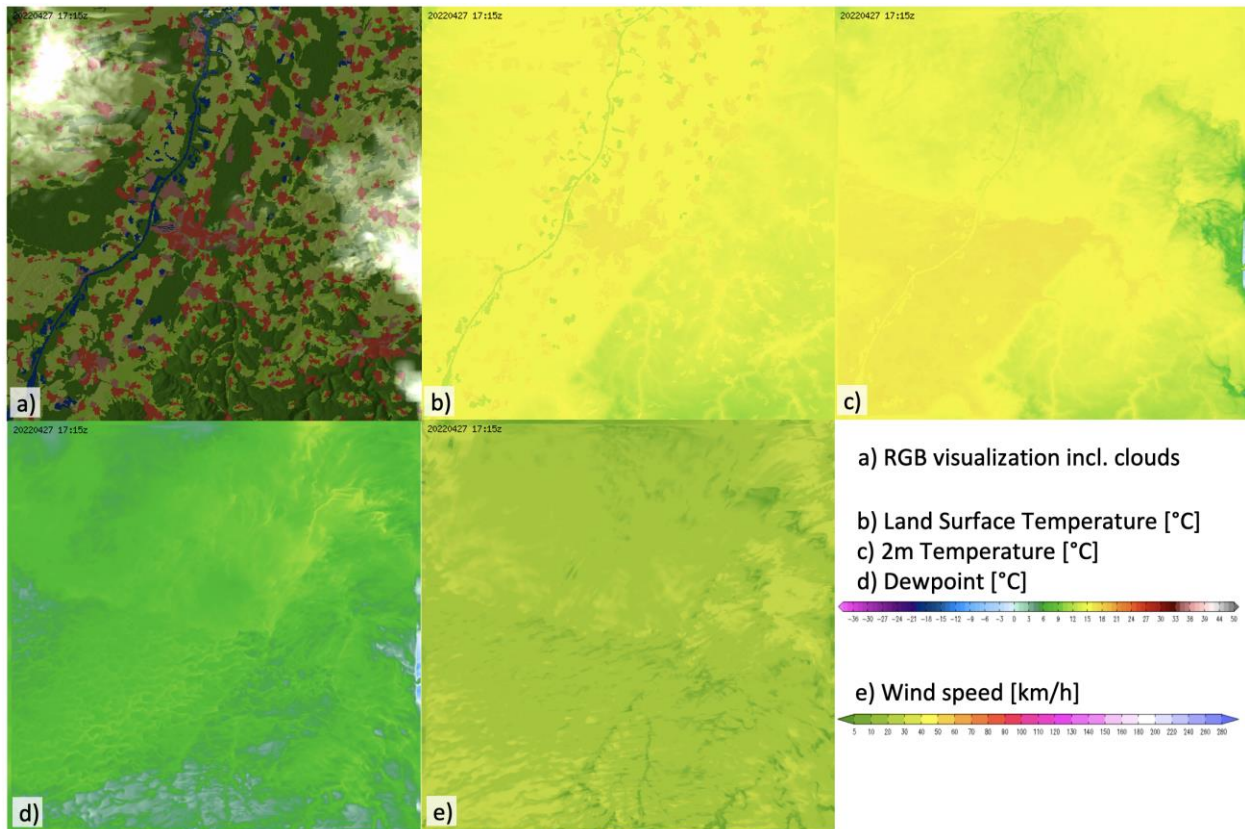 20220427 17:15z
20220427 17:15z
20220427 17:15z
a)
b)
c)
20220427 17:15z
20220427 17:15z
a) RGB visualization incl. clouds
b) Land Surface Temperature [°C]
c) 2m Temperature [°C]
d) Dewpoint [°C]
-36 -30 -27 -24 -21 -18 -15 -12 -9 -6 -3 0 3 6 9 12 15 18 21 24 27 30 33 36 39 44 50
e) Wind speed [km/h]
5 10 20 30 40 50 60 70 80 90 100 110 120 130 140 150 160 180 200 220 240 260 280
d)
e)